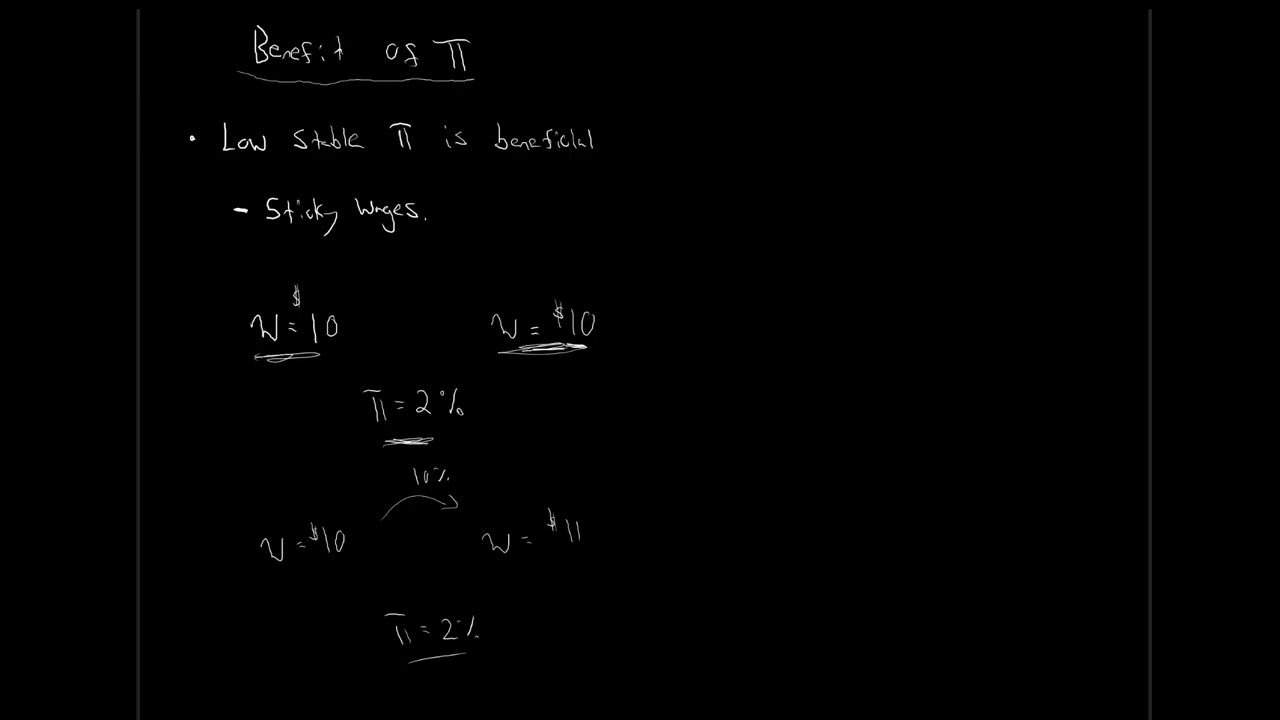 Benefit of π
• Low stable π is beneficial
- Sticky Wages.
W = $10 W = $10
π = 2%
10%
W = $10 W = $11
π = 2%